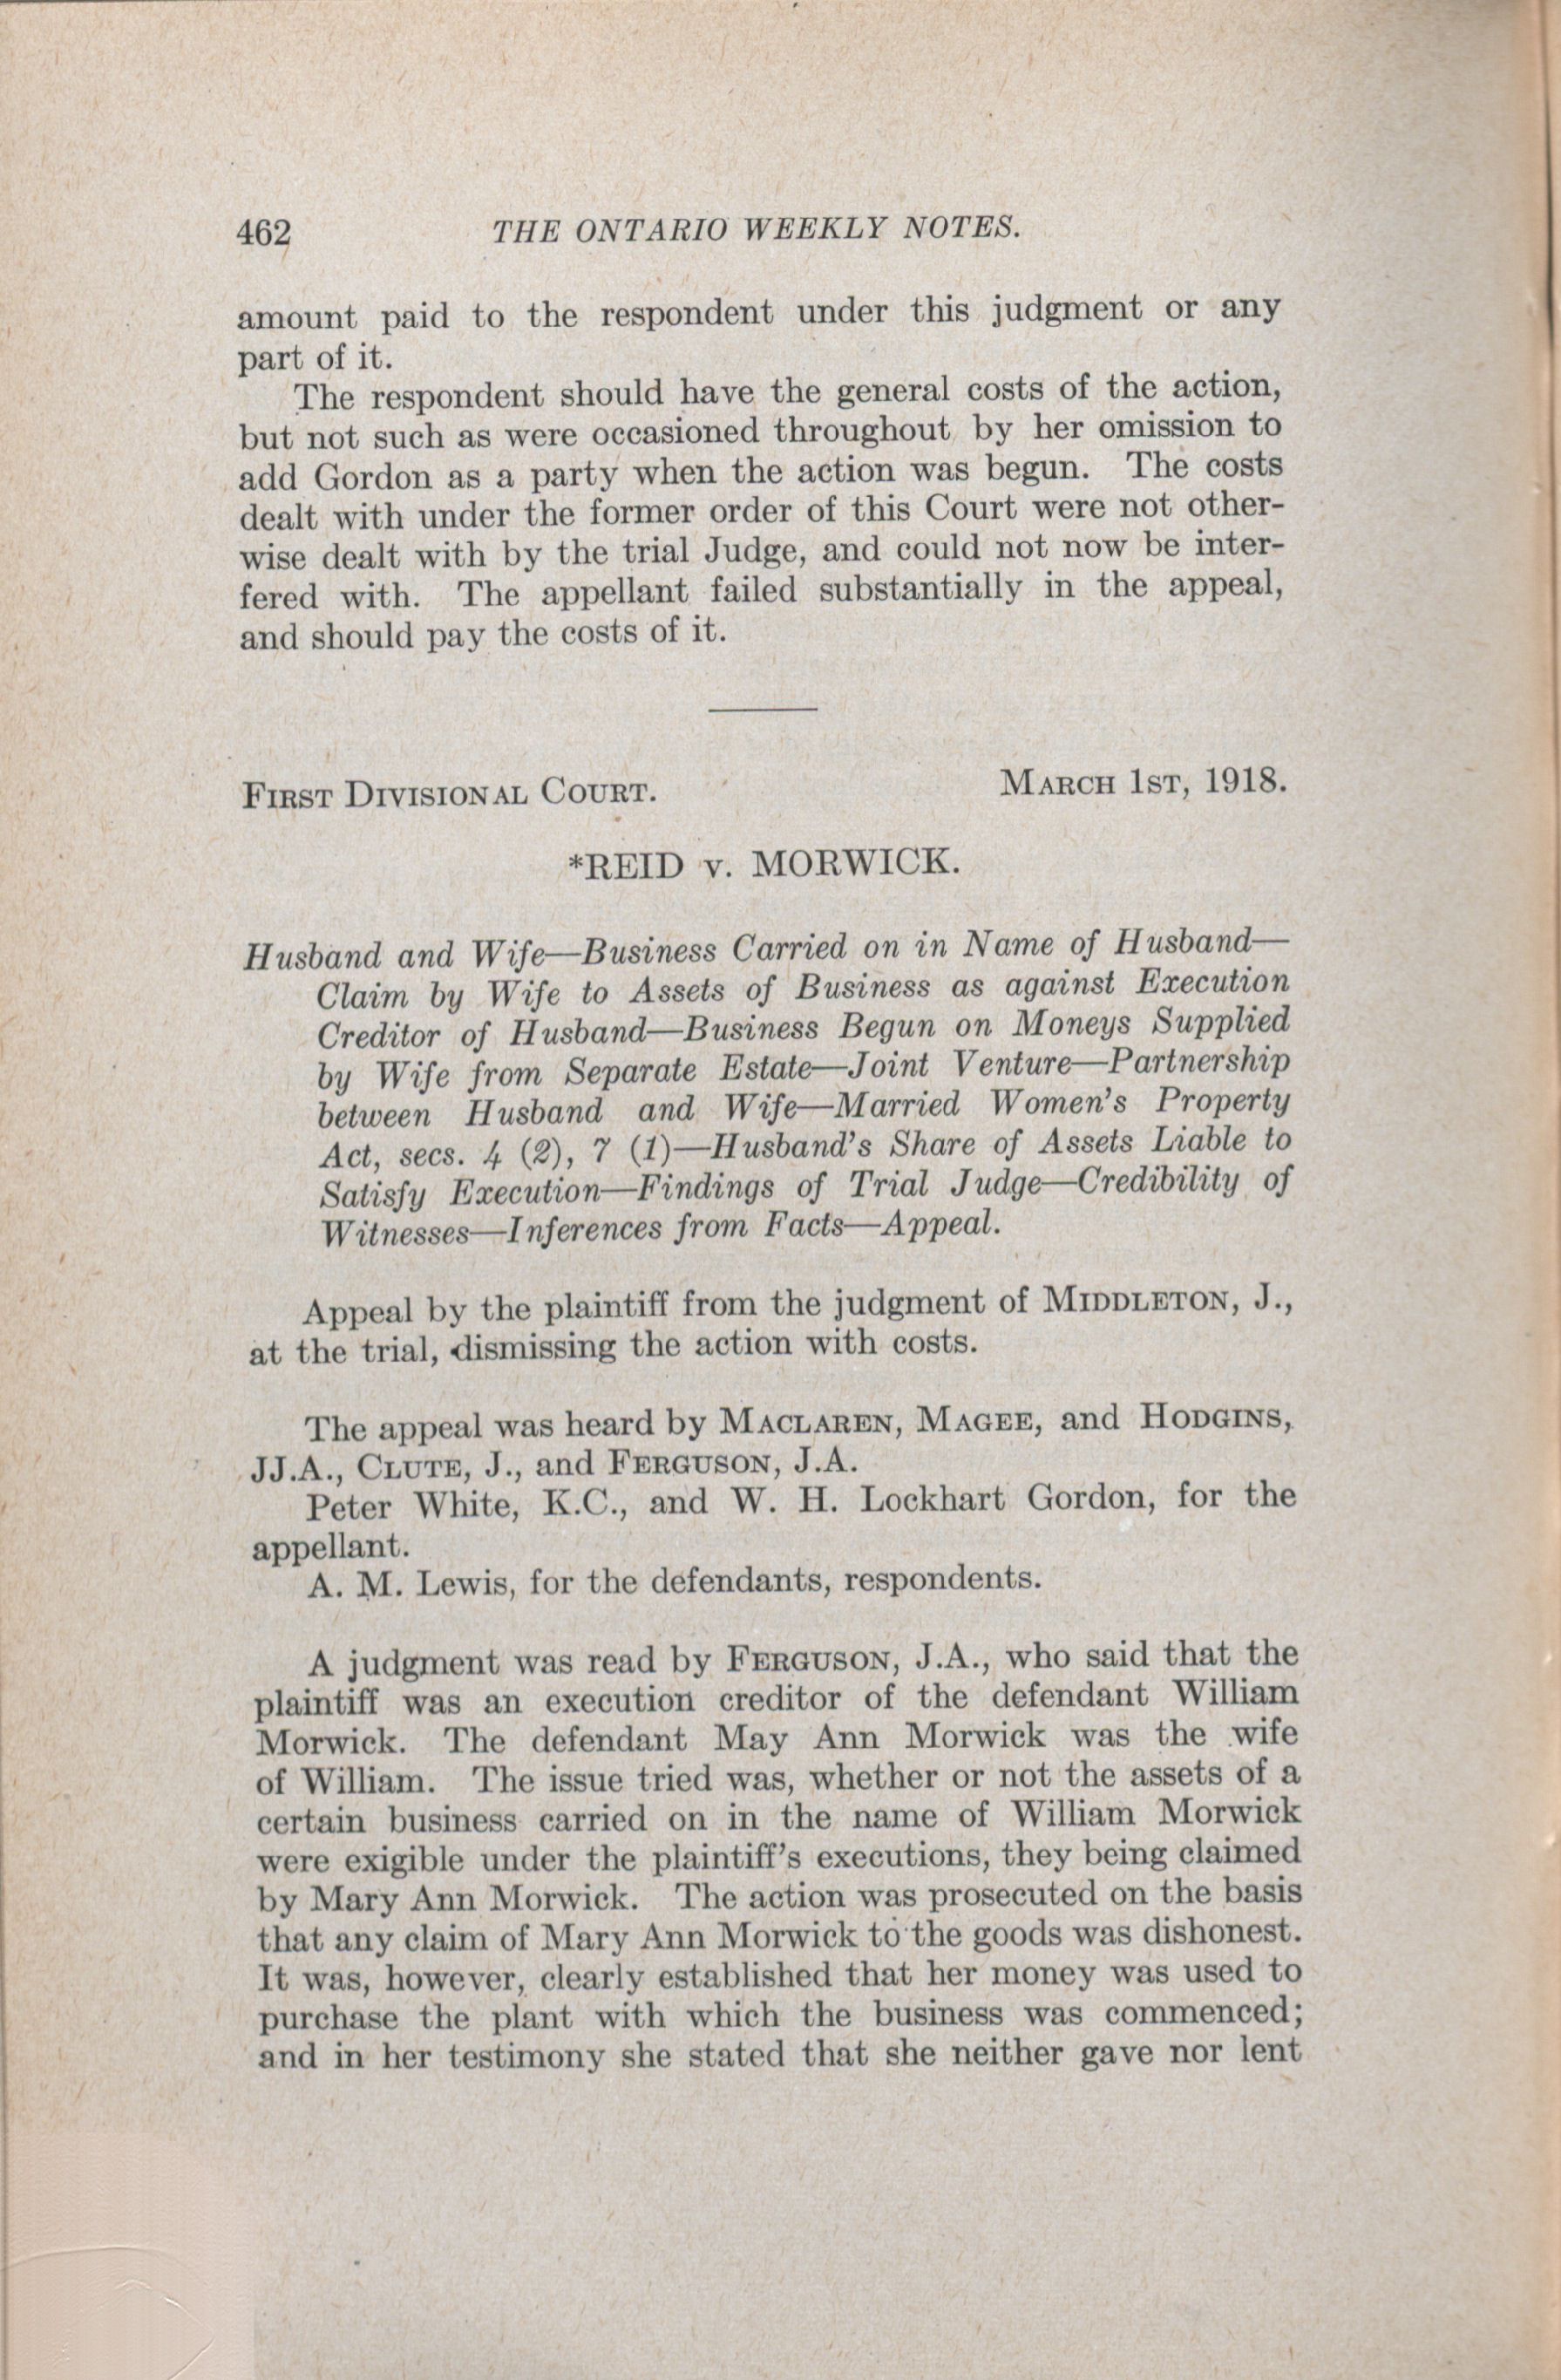 462 THE ONTARIO WEEKLY NOTES.
amount paid to the respondent under this judgment or any
part of it.
The respondent should have the general costs of the action,
but not such as were occasioned throughout by her omission to
add Gordon as a party when the action was begun. The costs
dealt with under the former order of this Court were not other-
wise dealt with by the trial Judge, and could not now be inter-
fered with. The appellant failed substantially in the appeal,
and should pay the costs of it.
First Divisional Court. March 1st, 1918.
*REID v. MORWICK.
Husband and Wife—Business Carried on in Name of Husband—
Claim by Wife to Assets of Business as against Execution
Creditor of Husband—Business Begun on Moneys Supplied
by Wife from Separate Estate—Joint Venture—Partnership
between Husband and Wife—Married Women's Property
Act, secs. 4 (2), 7 (1)—Husband's Share of Assets Liable to
Satisfy Execution—Findings of Trial Judge—Credibility of
Witnesses—Inferences from Facts—Appeal.
Appeal by the plaintiff from the judgment of Middleton, J.,
at the trial, dismissing the action with costs.
The appeal was heard by Maclaren, Magee, and Hodgins,
JJ.A., Clute, J., and Ferguson, J.A.
Peter White, K.C., and W. H. Lockhart Gordon, for the
appellant.
A. M. Lewis, for the defendants, respondents.
A judgment was read by Ferguson, J.A., who said that the
plaintiff was an execution creditor of the defendant William
Morwick. The defendant May Ann Morwick was the wife
of William. The issue tried was, whether or not the assets of a
certain business carried on in the name of William Morwick
were exigible under the plaintiff's executions, they being claimed
by Mary Ann Morwick. The action was prosecuted on the basis
that any claim of Mary Ann Morwick to the goods was dishonest.
It was, however, clearly established that her money was used to
purchase the plant with which the business was commenced;
and in her testimony she stated that she neither gave nor lent